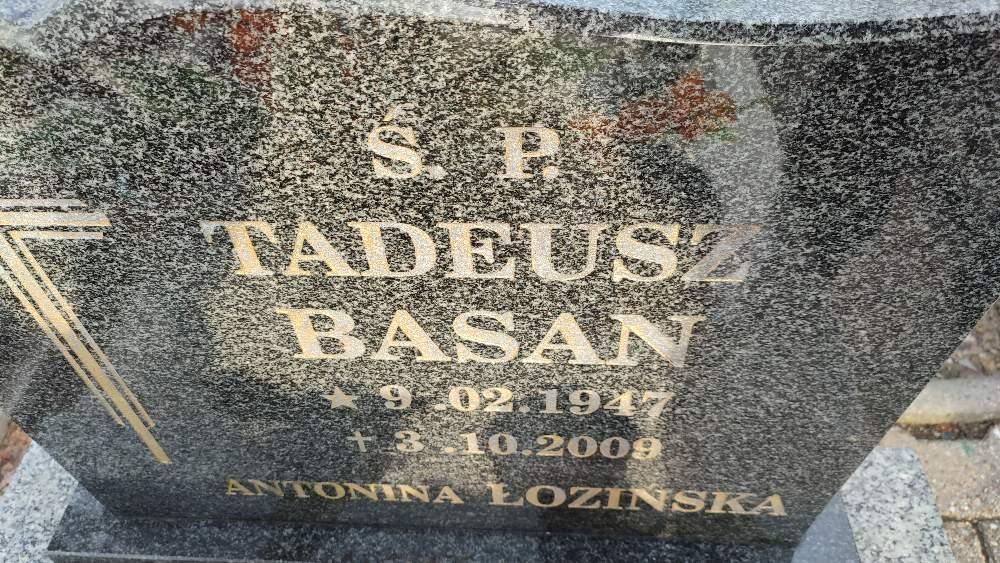 Ś. P.
TADEUSZ
BASAN
★ 9 .02.1947
† 3 .10.2009
ANTONINA ŁOZIŃSKA